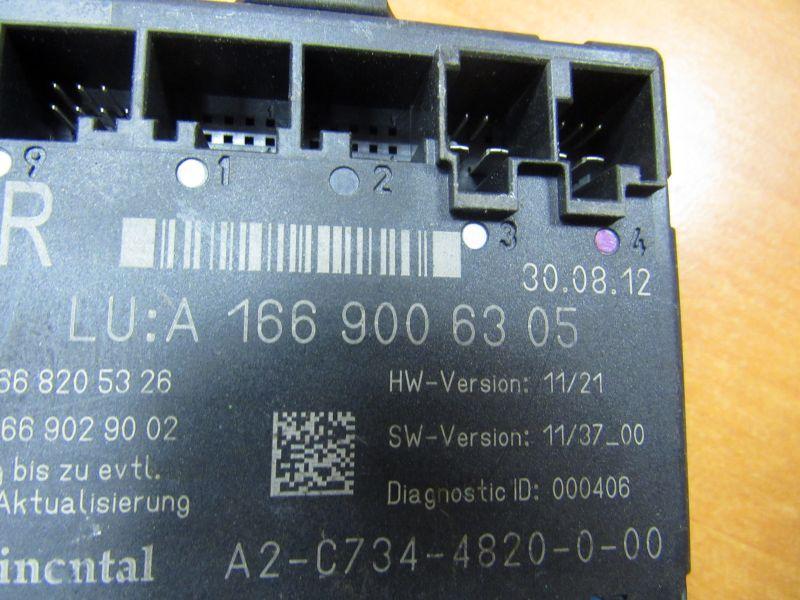 9 1 2
3 4
R
30.08.12
LU:A 166 900 63 05
66 820 53 26
HW-Version: 11/21
66 902 90 02
SW-Version: 11/37_00
bis zu evtl.
Aktualisierung
Diagnostic ID: 000406
inental
A2-C734-4820-0-00